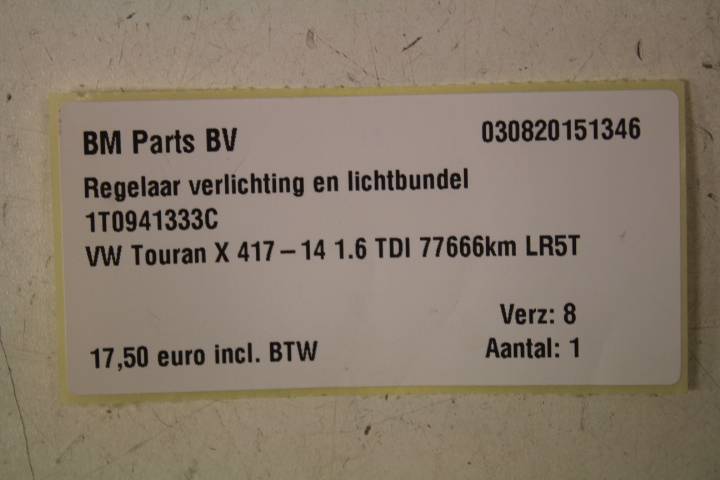 BM Parts BV 030820151346
Regelaar verlichting en lichtbundel
1T0941333C
VW Touran X 417-14 1.6 TDI 77666km LR5T
Verz: 8
17,50 euro incl. BTW Aantal: 1